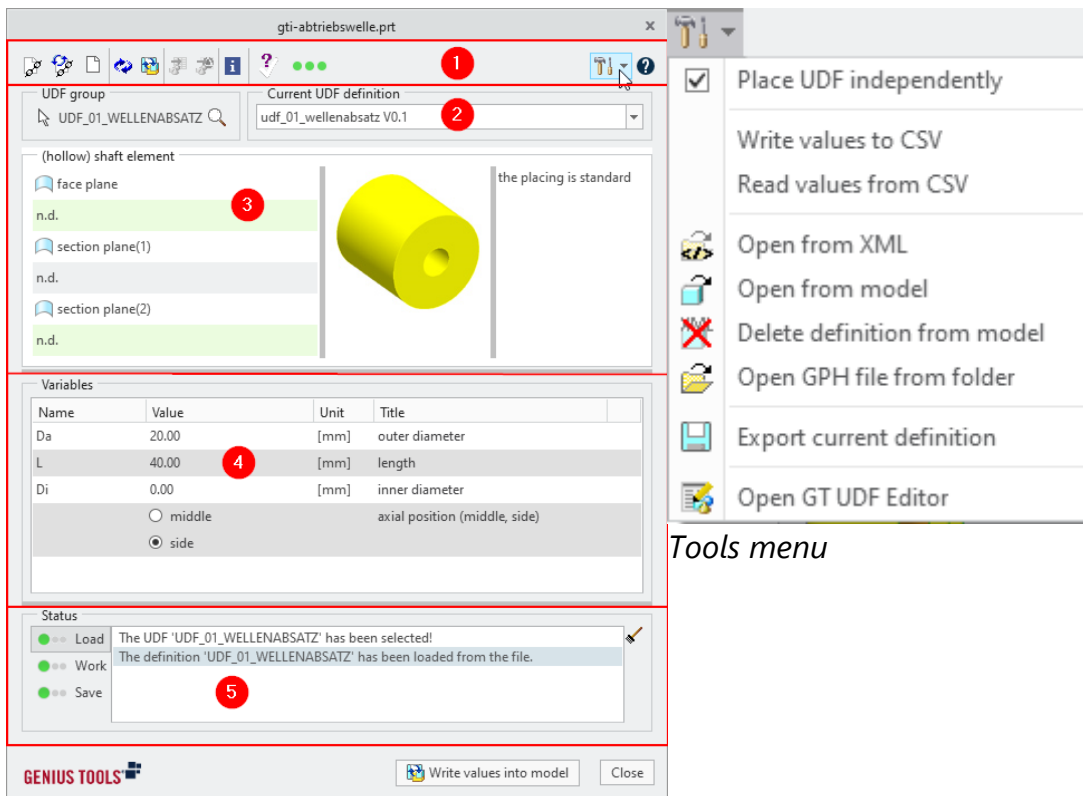 gti-abtriebswelle.prt
1
UDF group
UDF_01_WELLENABSATZ
Current UDF definition
udf_01_wellenabsatz V0.1
2
(hollow) shaft element
face plane
n.d.
3
section plane(1)
n.d.
section plane(2)
n.d.
the placing is standard
Variables
Name Value Unit Title
Da 20.00 [mm] outer diameter
L 40.00 4 [mm] length
Di 0.00 [mm] inner diameter
middle axial position (middle, side)
side
Status
Load
Work
Save
The UDF 'UDF_01_WELLENABSATZ' has been selected!
The definition 'UDF_01_WELLENABSATZ' has been loaded from the file.
5
GENIUS TOOLS
Write values into model
Close
Place UDF independently
Write values to CSV
Read values from CSV
Open from XML
Open from model
Delete definition from model
Open GPH file from folder
Export current definition
Open GT UDF Editor
Tools menu